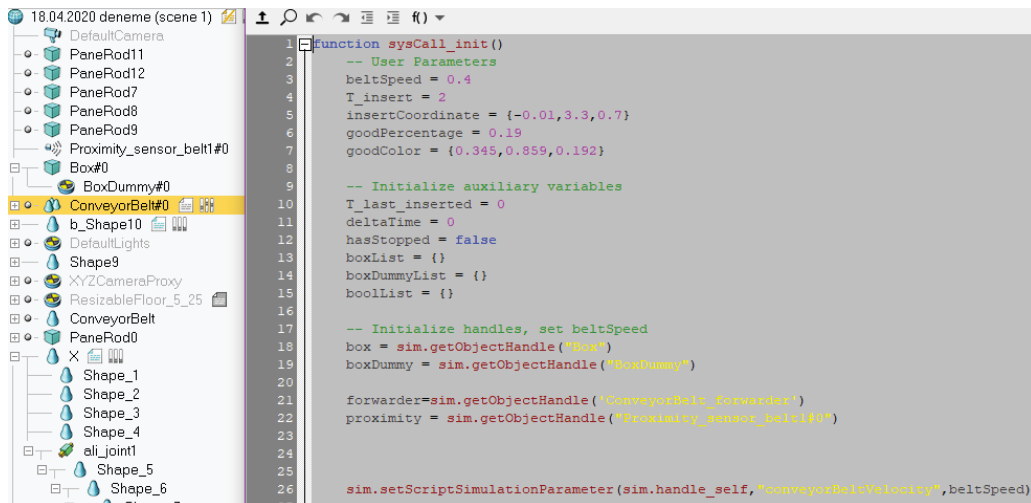 18.04.2020 deneme (scene 1)
DefaultCamera
PaneRod11
PaneRod12
PaneRod7
PaneRod8
PaneRod9
Proximity_sensor_belt1#0
Box#0
BoxDummy#0
ConveyorBelt#0
b_Shape10
DefaultLights
Shape9
XYZCameraProxy
ResizableFloor_5_25
ConveyorBelt
PaneRod0
X
Shape_1
Shape_2
Shape_3
Shape_4
ali_joint1
Shape_5
Shape_6
f()
1 function sysCall_init()
2 -- User Parameters
3 beltSpeed = 0.4
4 T_insert = 2
5 insertCoordinate = {-0.01,3.3,0.7}
6 goodPercentage = 0.19
7 goodColor = {0.345,0.859,0.192}
8
9 -- Initialize auxiliary variables
10 T_last_inserted = 0
11 deltaTime = 0
12 hasStopped = false
13 boxList = {}
14 boxDummyList = {}
15 boolList = {}
16
17 -- Initialize handles, set beltSpeed
18 box = sim.getObjectHandle("Box")
19 boxDummy = sim.getObjectHandle("BoxDummy")
20
21 forwarder=sim.getObjectHandle('ConveyorBelt_forwarder')
22 proximity = sim.getObjectHandle("Proximity_sensor_belt1#0")
23
24
25
26 sim.setScriptSimulationParameter(sim.handle_self,"conveyorBeltVelocity",beltSpeed)